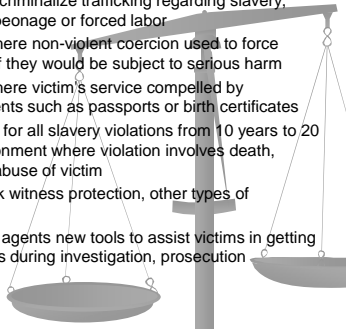 criminalize trafficking regarding slavery,
peonage or forced labor
here non-violent coercion used to force
f they would be subject to serious harm
here victim's service compelled by
ents such as passports or birth certificates
for all slavery violations from 10 years to 20
onment where violation involves death,
abuse of victim
k witness protection, other types of
agents new tools to assist victims in getting
s during investigation, prosecution